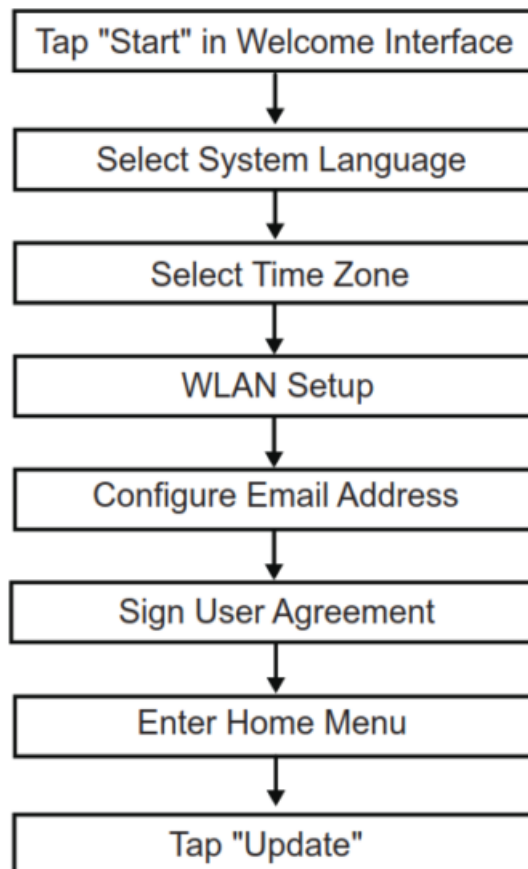 Tap "Start" in Welcome Interface
Select System Language
Select Time Zone
WLAN Setup
Configure Email Address
Sign User Agreement
Enter Home Menu
Tap "Update"